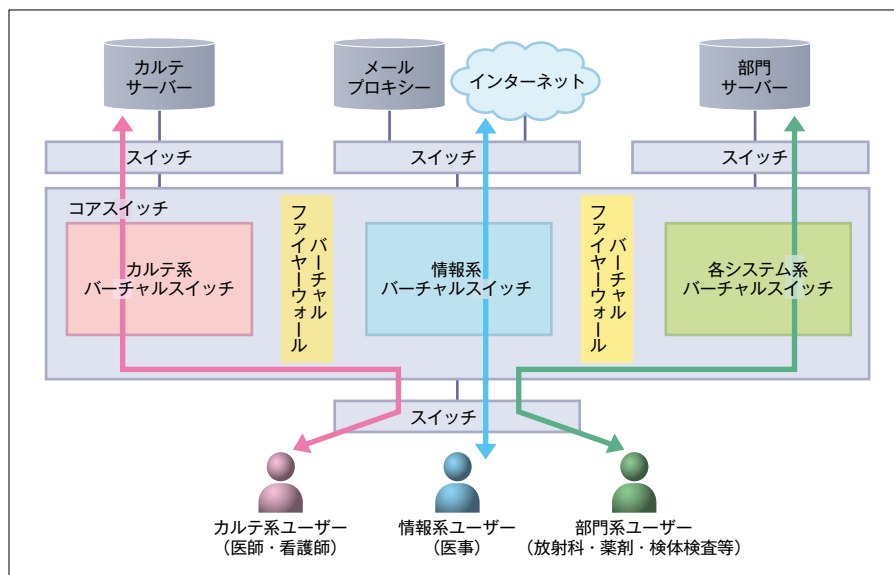 カルテ
サーバー
メール
プロキシー
インターネット
部門
サーバー
スイッチ
スイッチ
スイッチ
コアスイッチ
カルテ系
バーチャルスイッチ
バーチャル
ファイヤーウォール
情報系
バーチャルスイッチ
バーチャル
ファイヤーウォール
各システム系
バーチャルスイッチ
スイッチ
カルテ系ユーザー
（医師・看護師）
情報系ユーザー
（医事）
部門系ユーザー
（放射科・薬剤・検体検査等）